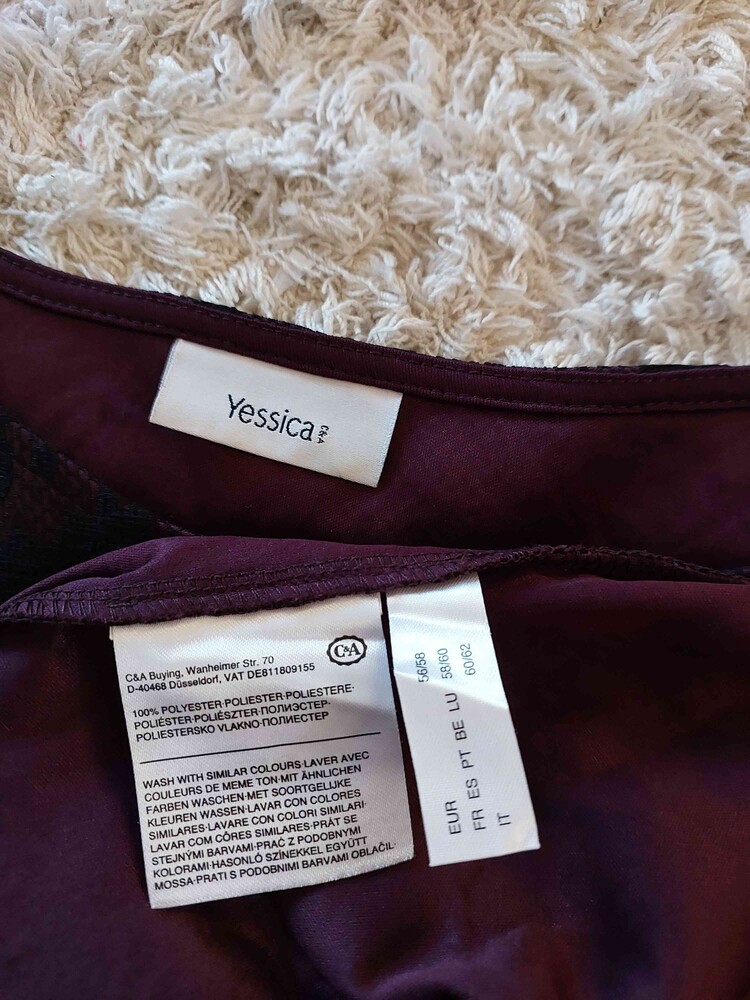 Yessica
C&A
C&A Buying, Wanheimer Str. 70
D-40468 Düsseldorf, VAT DE811809155
C&A
100% POLYESTER·POLIESTER·POLIESTERE·
POLIÈSTER·POLIÉSZTER·ПОЛИЭСТЕР·
POLIESTERSKO VLAKNO·ПОЛИЕСТЕР
WASH WITH SIMILAR COLOURS·LAVER AVEC
COULEURS DE MEME TON·MIT ÄHNLICHEN
FARBEN WASCHEN·MET SOORTGELIJKE
KLEUREN WASSEN·LAVAR CON COLORES
SIMILARES·LAVARE CON COLORI SIMILARI·
LAVAR COM CÔRES SIMILARES·PRÁT SE
STEJNÝMI BARVAMI·PRAĆ Z PODOBNYMI
KOLORAMI·HASONLÓ SZÍNEKKEL EGYÜTT
MOSSA·PRATI S PODOBNIMI BARVAMI OBLAČIL·
EUR 56/58
FR ES PT BE LU 58/60
IT 60/62